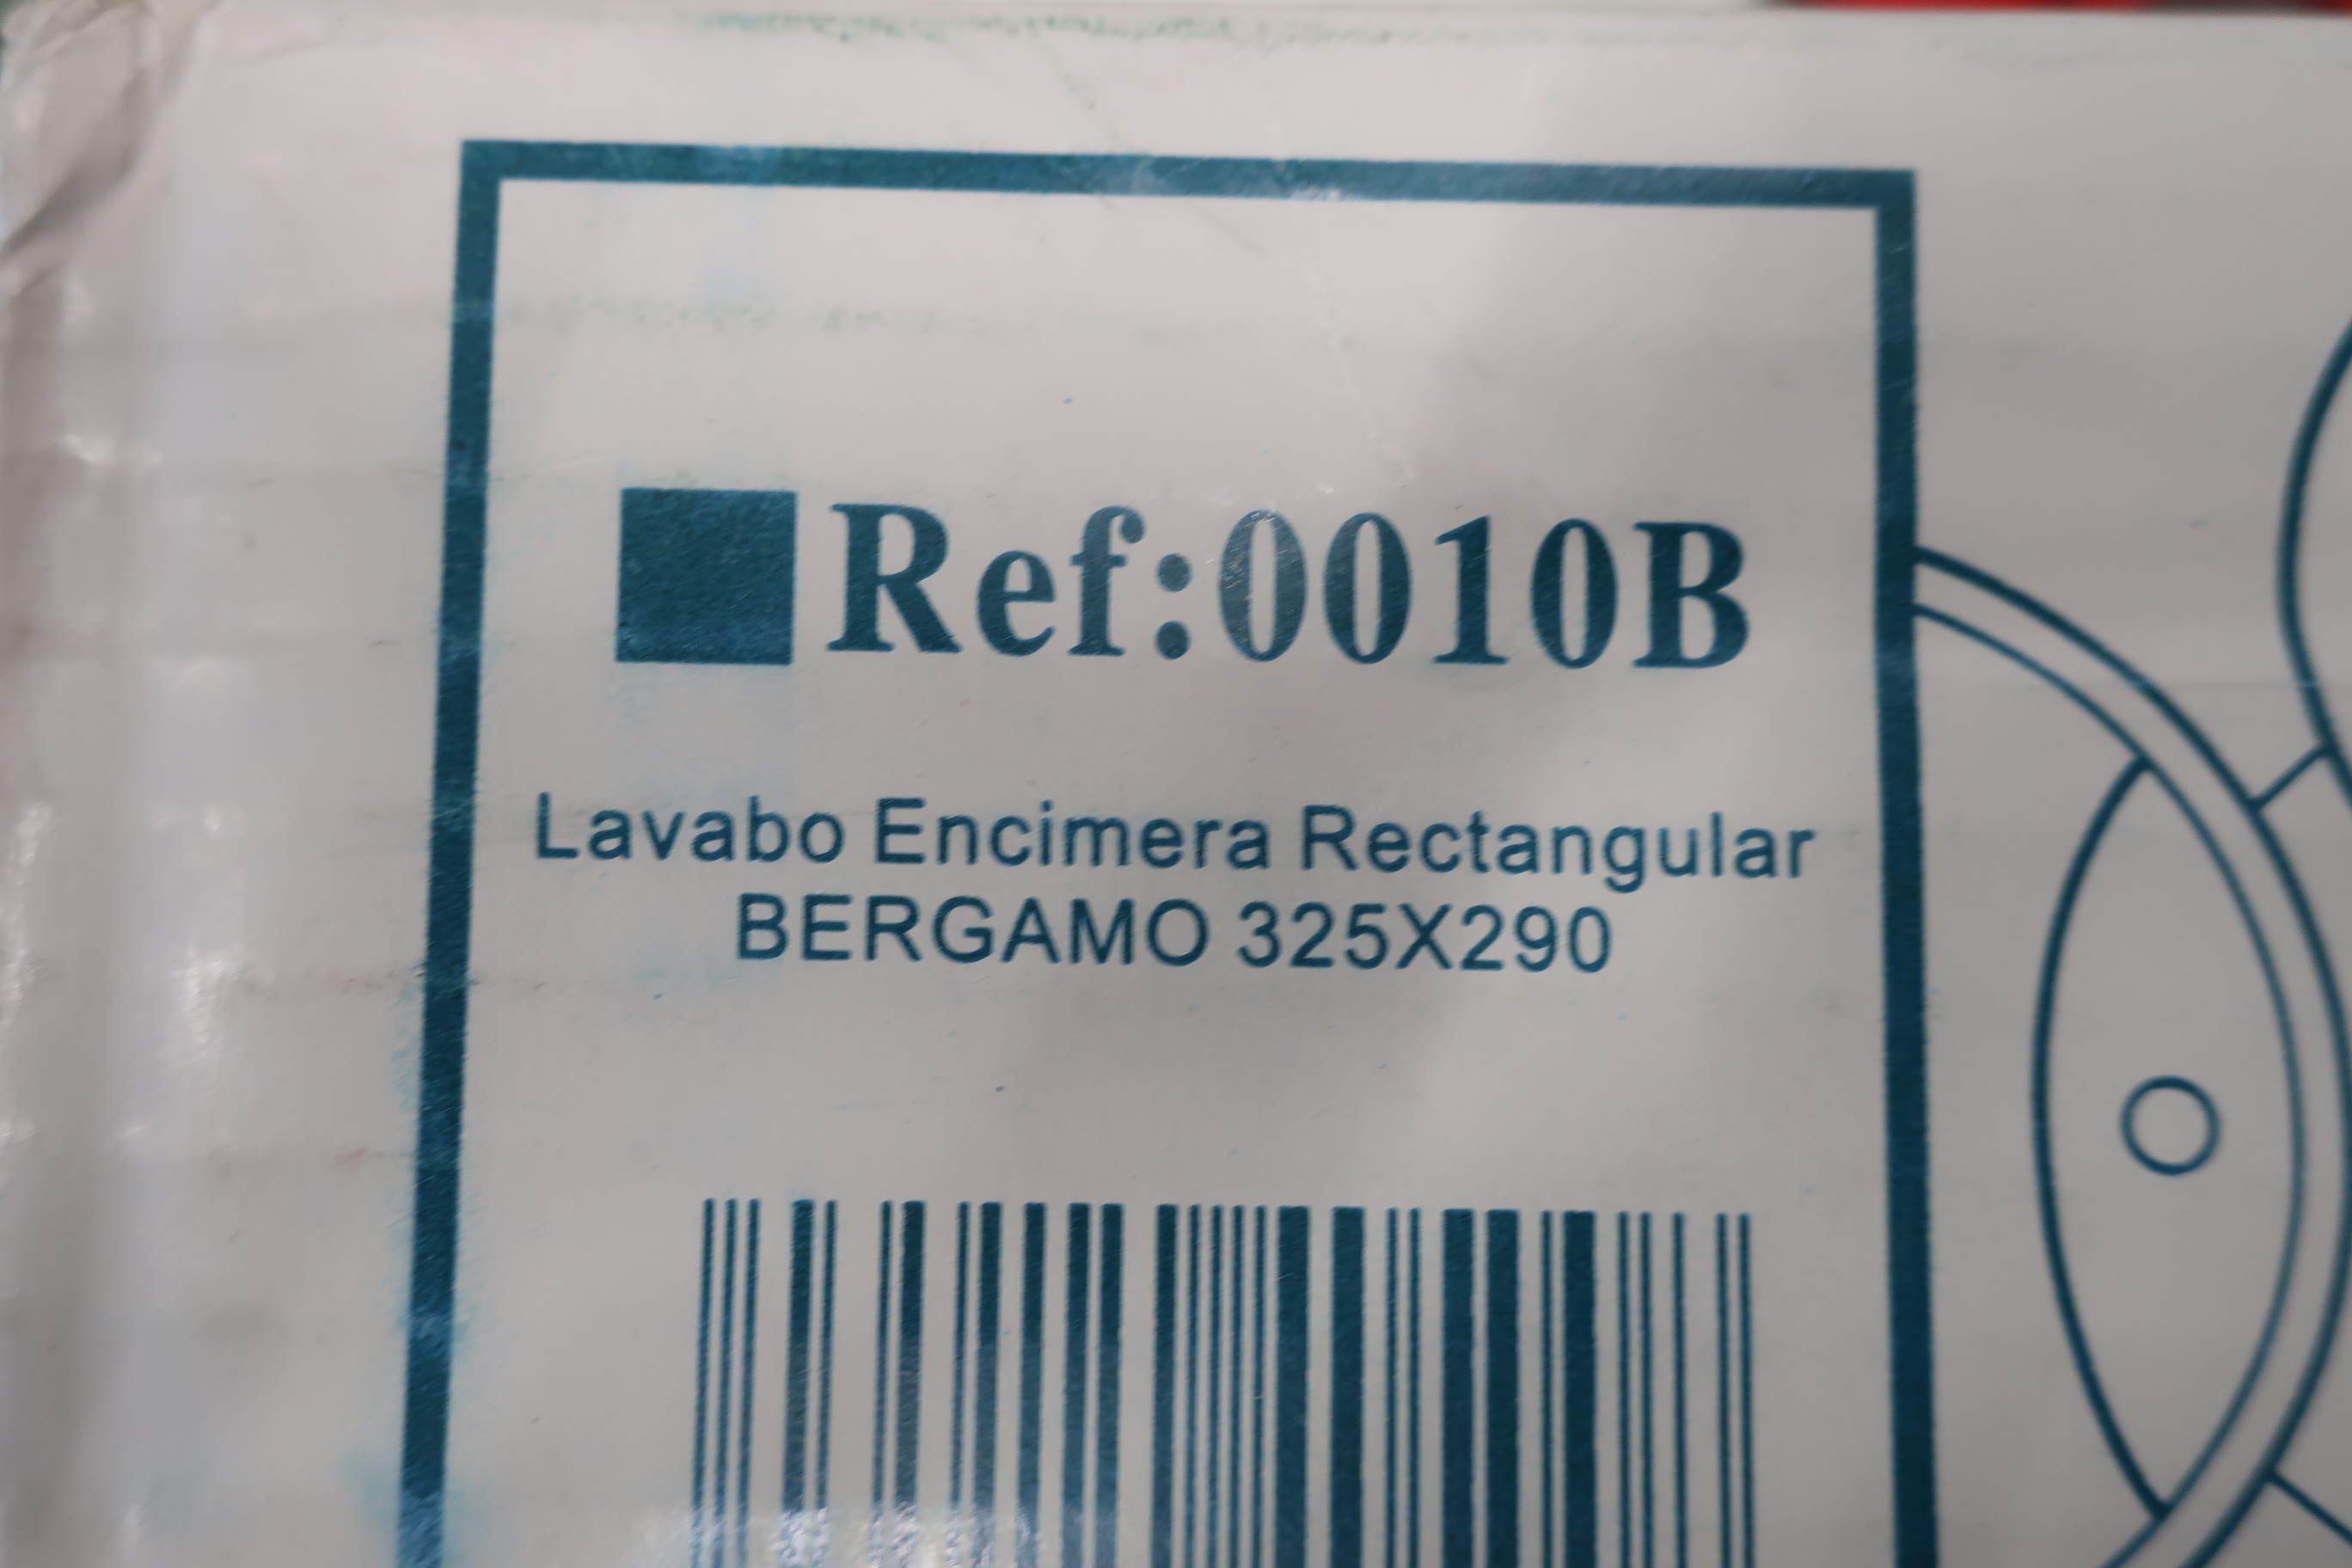 Ref:0010B
Lavabo Encimera Rectangular
BERGAMO 325X290